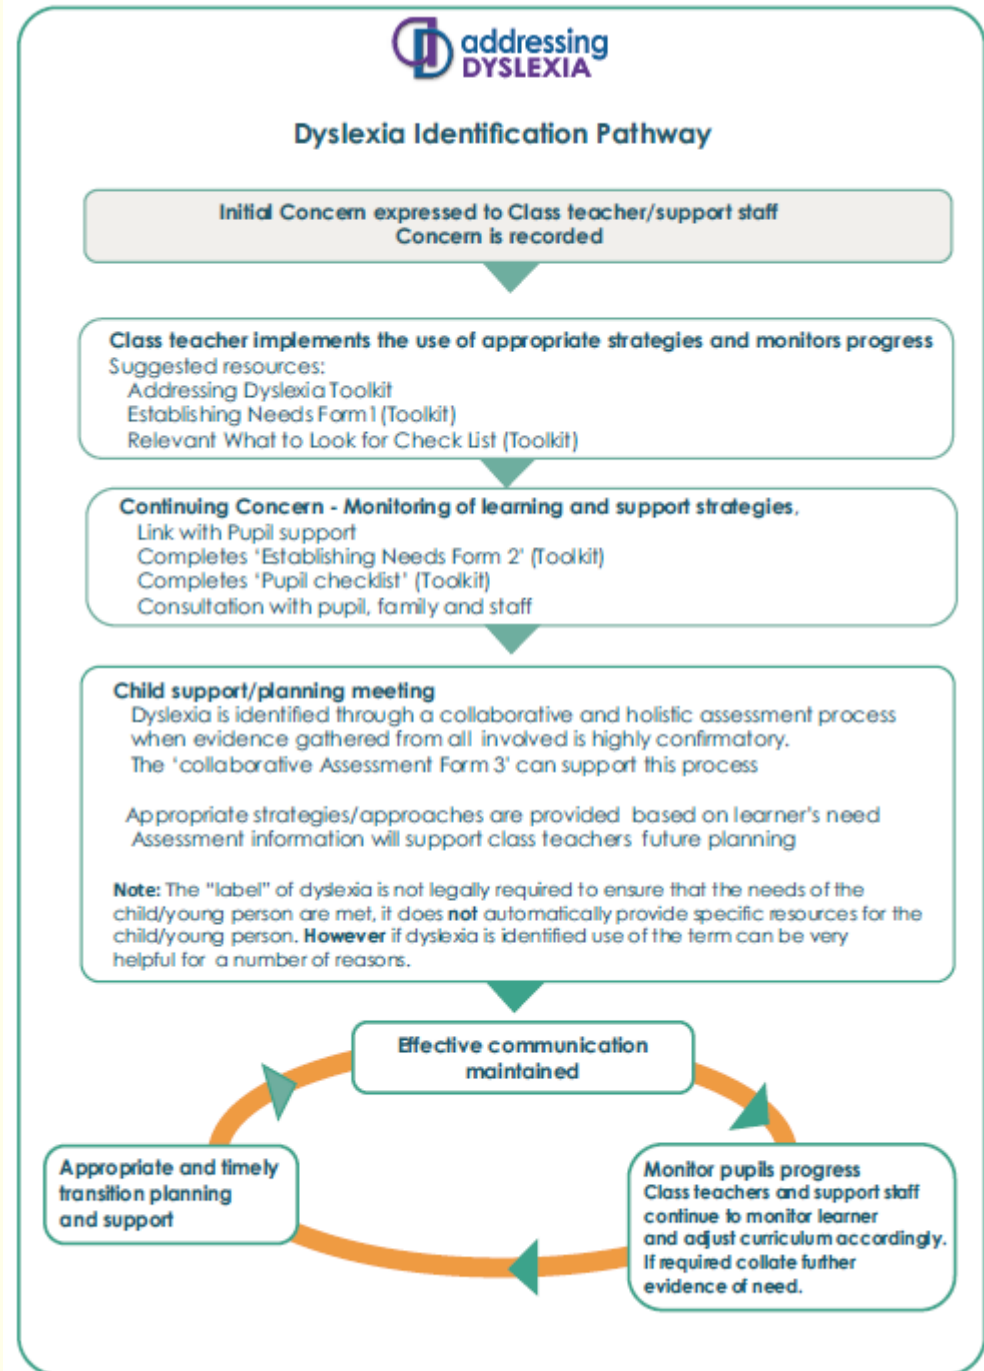 addressing
DYSLEXIA
Dyslexia Identification Pathway
Initial Concern expressed to Class teacher/support staff
Concern is recorded
Class teacher implements the use of appropriate strategies and monitors progress
Suggested resources:
Addressing Dyslexia Toolkit
Establishing Needs Form1(Toolkit)
Relevant What to Look for Check List (Toolkit)
Continuing Concern - Monitoring of learning and support strategies,
Link with Pupil support
Completes ‘Establishing Needs Form 2' (Toolkit)
Completes ‘Pupil checklist’ (Toolkit)
Consultation with pupil, family and staff
Child support/planning meeting
Dyslexia is identified through a collaborative and holistic assessment process
when evidence gathered from all involved is highly confirmatory.
The ‘collaborative Assessment Form 3' can support this process
Appropriate strategies/approaches are provided based on learner's need
Assessment information will support class teachers future planning
Note: The “label” of dyslexia is not legally required to ensure that the needs of the
child/young person are met, it does not automatically provide specific resources for the
child/young person. However if dyslexia is identified use of the term can be very
helpful for a number of reasons.
Effective communication
maintained
Monitor pupils progress
Class teachers and support staff
continue to monitor learner
and adjust curriculum accordingly.
If required collate further
evidence of need.
Appropriate and timely
transition planning
and support